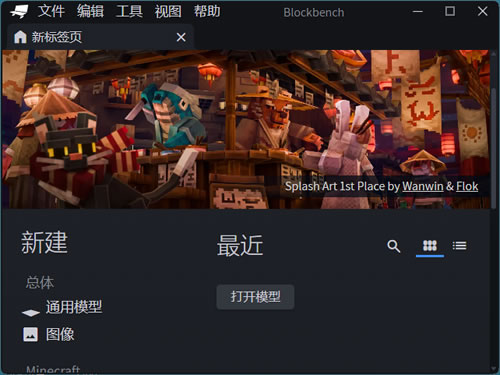 文件 编辑 工具 视图 帮助 Blockbench
新标签页
Splash Art 1st Place by Wanwin & Flok
新建
最近
总体
通用模型
打开模型
图像
Minecraft